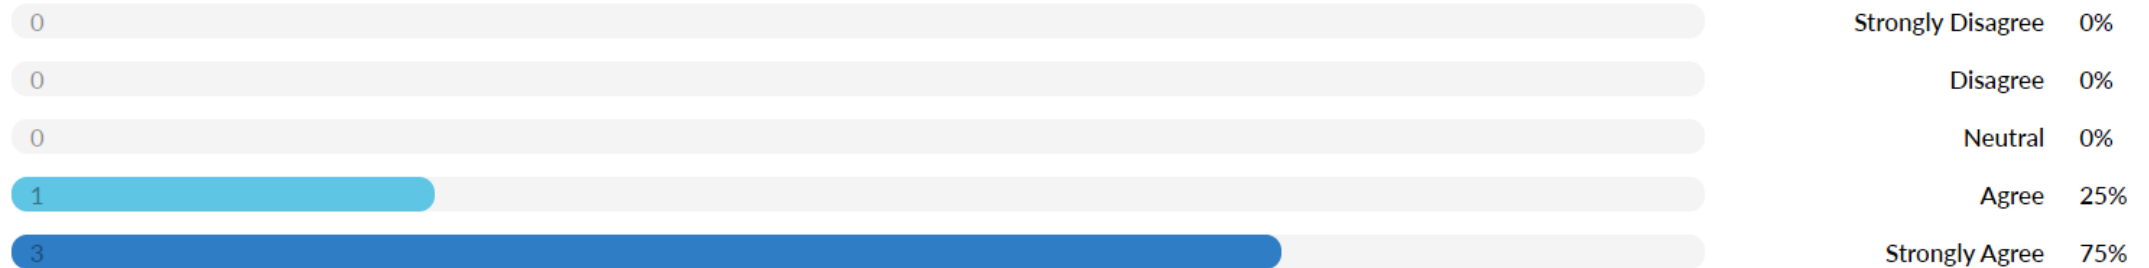 0 Strongly Disagree 0%
0 Disagree 0%
0 Neutral 0%
1 Agree 25%
3 Strongly Agree 75%